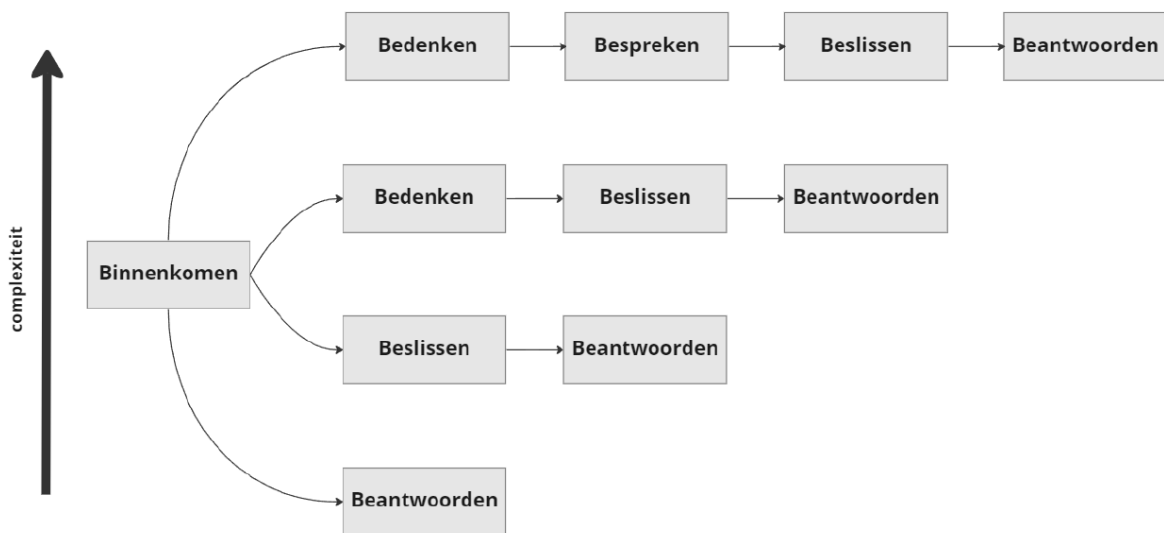 Bedenken
Bespreken
Beslissen
Beantwoorden
Bedenken
Beslissen
Beantwoorden
complexiteit
Binnenkomen
Beslissen
Beantwoorden
Beantwoorden